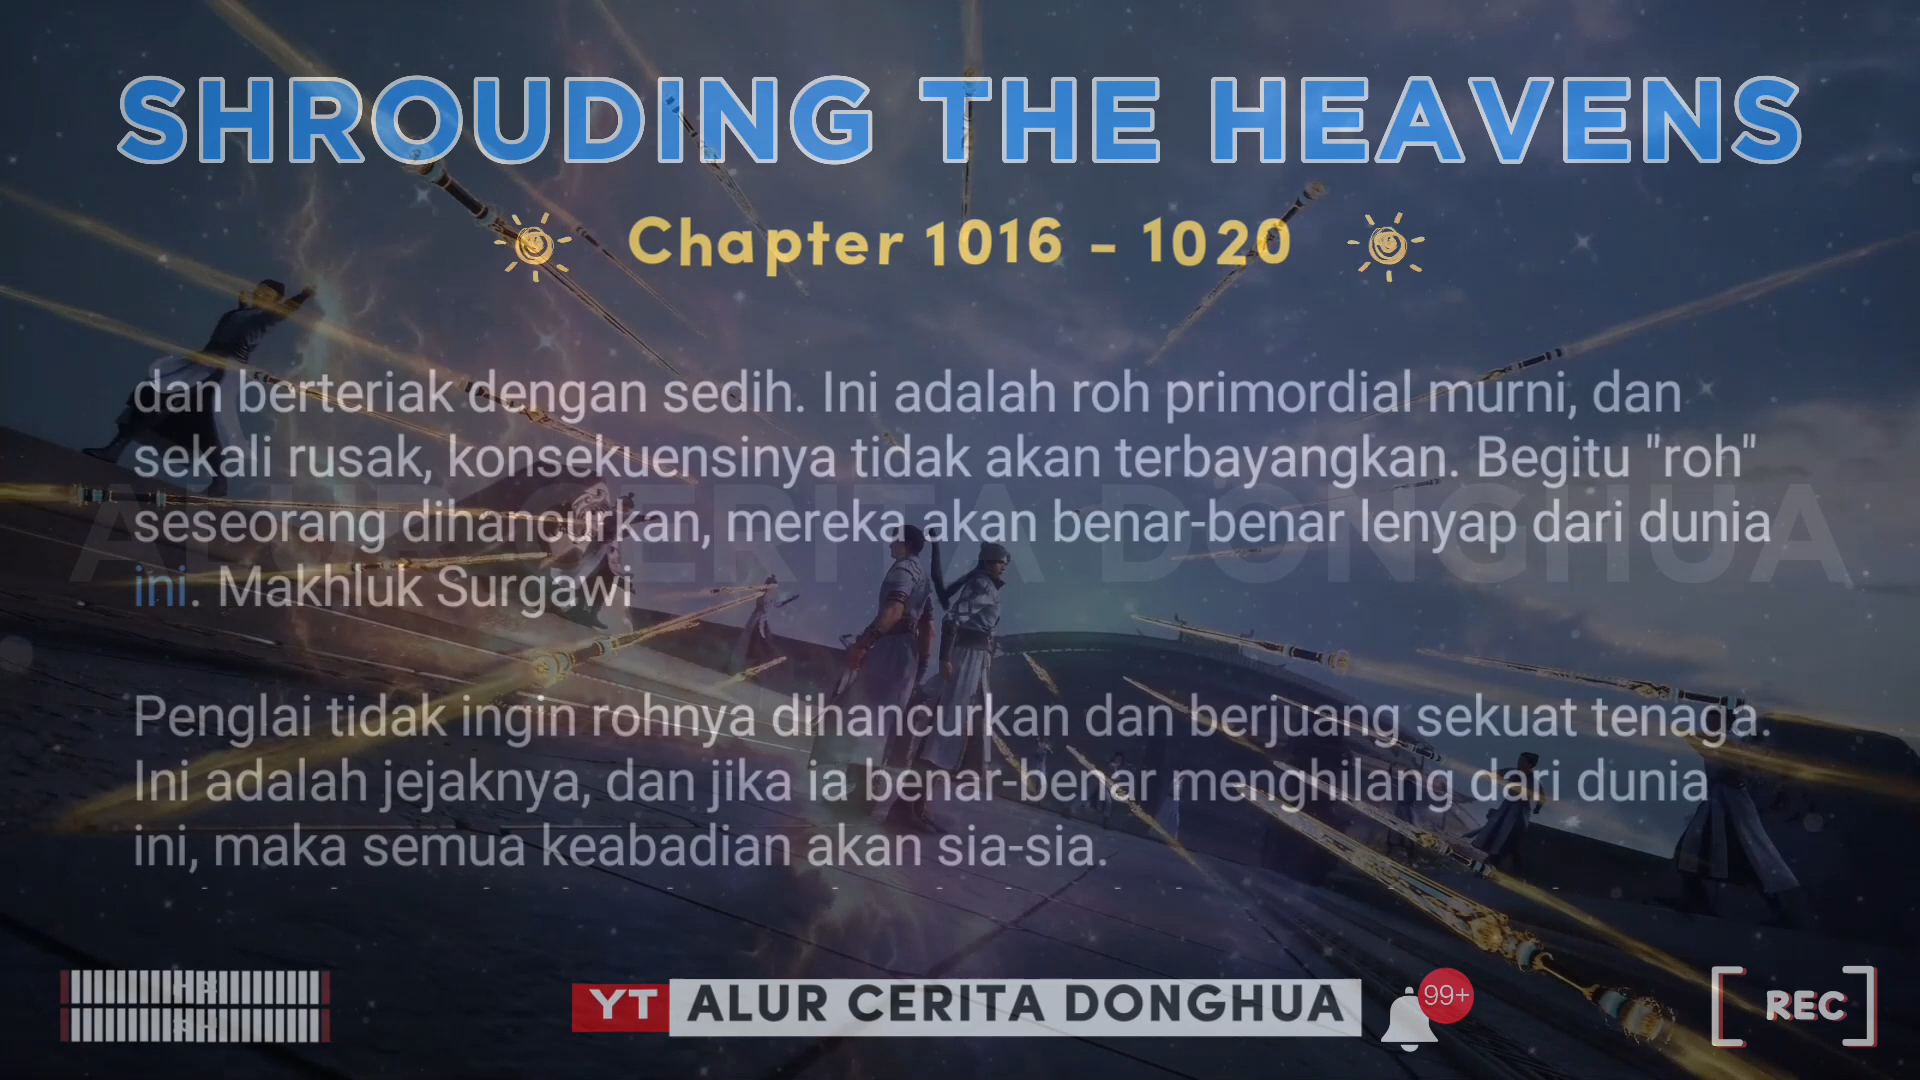 SHROUDING THE HEAVENS
Chapter 1016 - 1020
dan berteriak dengan sedih. Ini adalah roh primordial murni, dan
sekali rusak, konsekuensinya tidak akan terbayangkan. Begitu "roh"
seseorang dihancurkan, mereka akan benar-benar lenyap dari dunia
ini. Makhluk Surgawi
ALUR CERITA DONGHUA
Penglai tidak ingin rohnya dihancurkan dan berjuang sekuat tenaga.
Ini adalah jejaknya, dan jika ia benar-benar menghilang dari dunia
ini, maka semua keabadian akan sia-sia.
YT ALUR CERITA DONGHUA
99+
REC